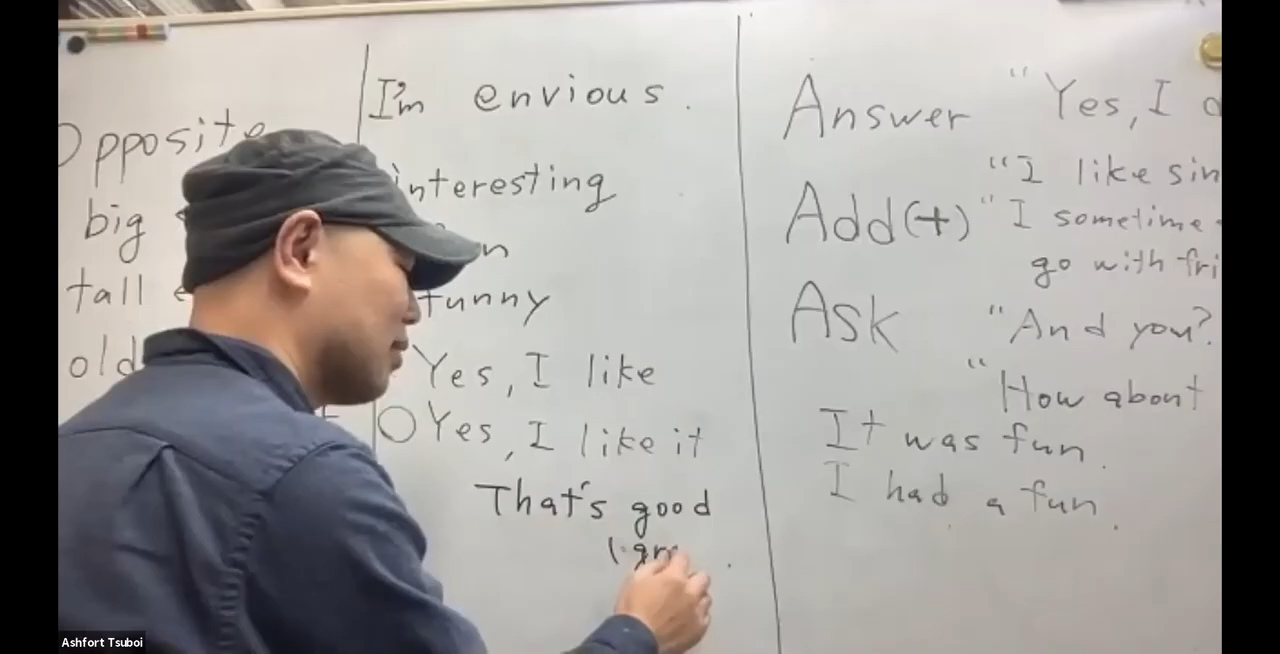 Opposite
big
tall
old
I'm envious.
interesting
funny
Yes, I like
○Yes, I like it
That's good
Answer "Yes, I
"I like sin
Add(+) "I sometime
go with fri
Ask "And you?
"How about
It was fun.
I had a fun.
Ashfort Tsuboi